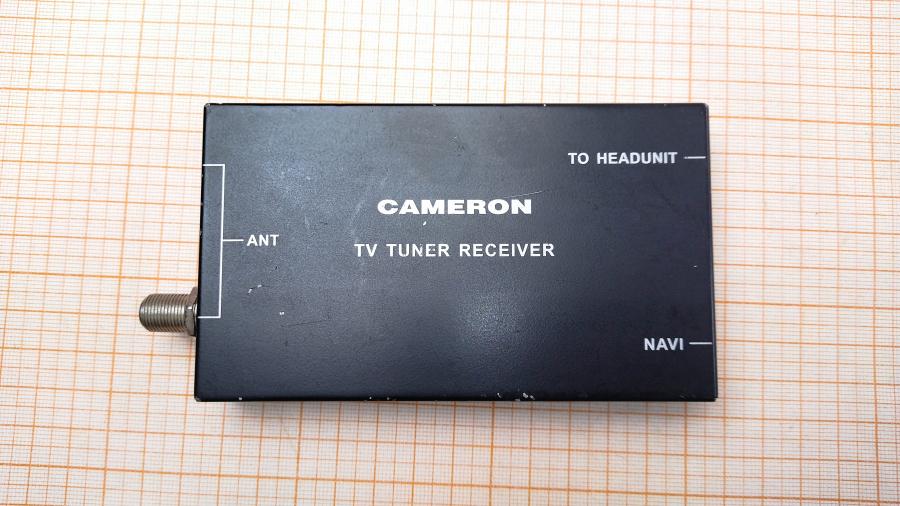 TO HEADUNIT
CAMERON
ANT
TV TUNER RECEIVER
NAVI